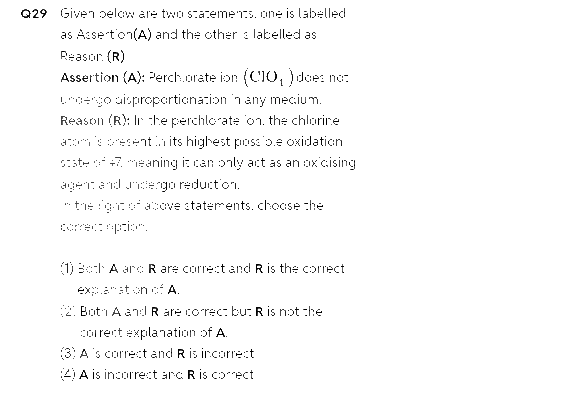 Q29 Given below are two statements. one is labelled
as Assertion(A) and the other is labelled as
Reason (R)
Assertion (A): Perchlorate ion (ClO₄⁻) does not
undergo disproportionation in any medium.
Reason (R): In the perchlorate ion, the chlorine
atom is present in its highest possible oxidation
state of +7, meaning it can only act as an oxidising
agent and undergo reduction.
In the light of above statements, choose the
correct option.
(1) Both A and R are correct and R is the correct
explanation of A.
(2) Both A and R are correct but R is not the
correct explanation of A.
(3) A is correct and R is incorrect
(4) A is incorrect and R is correct